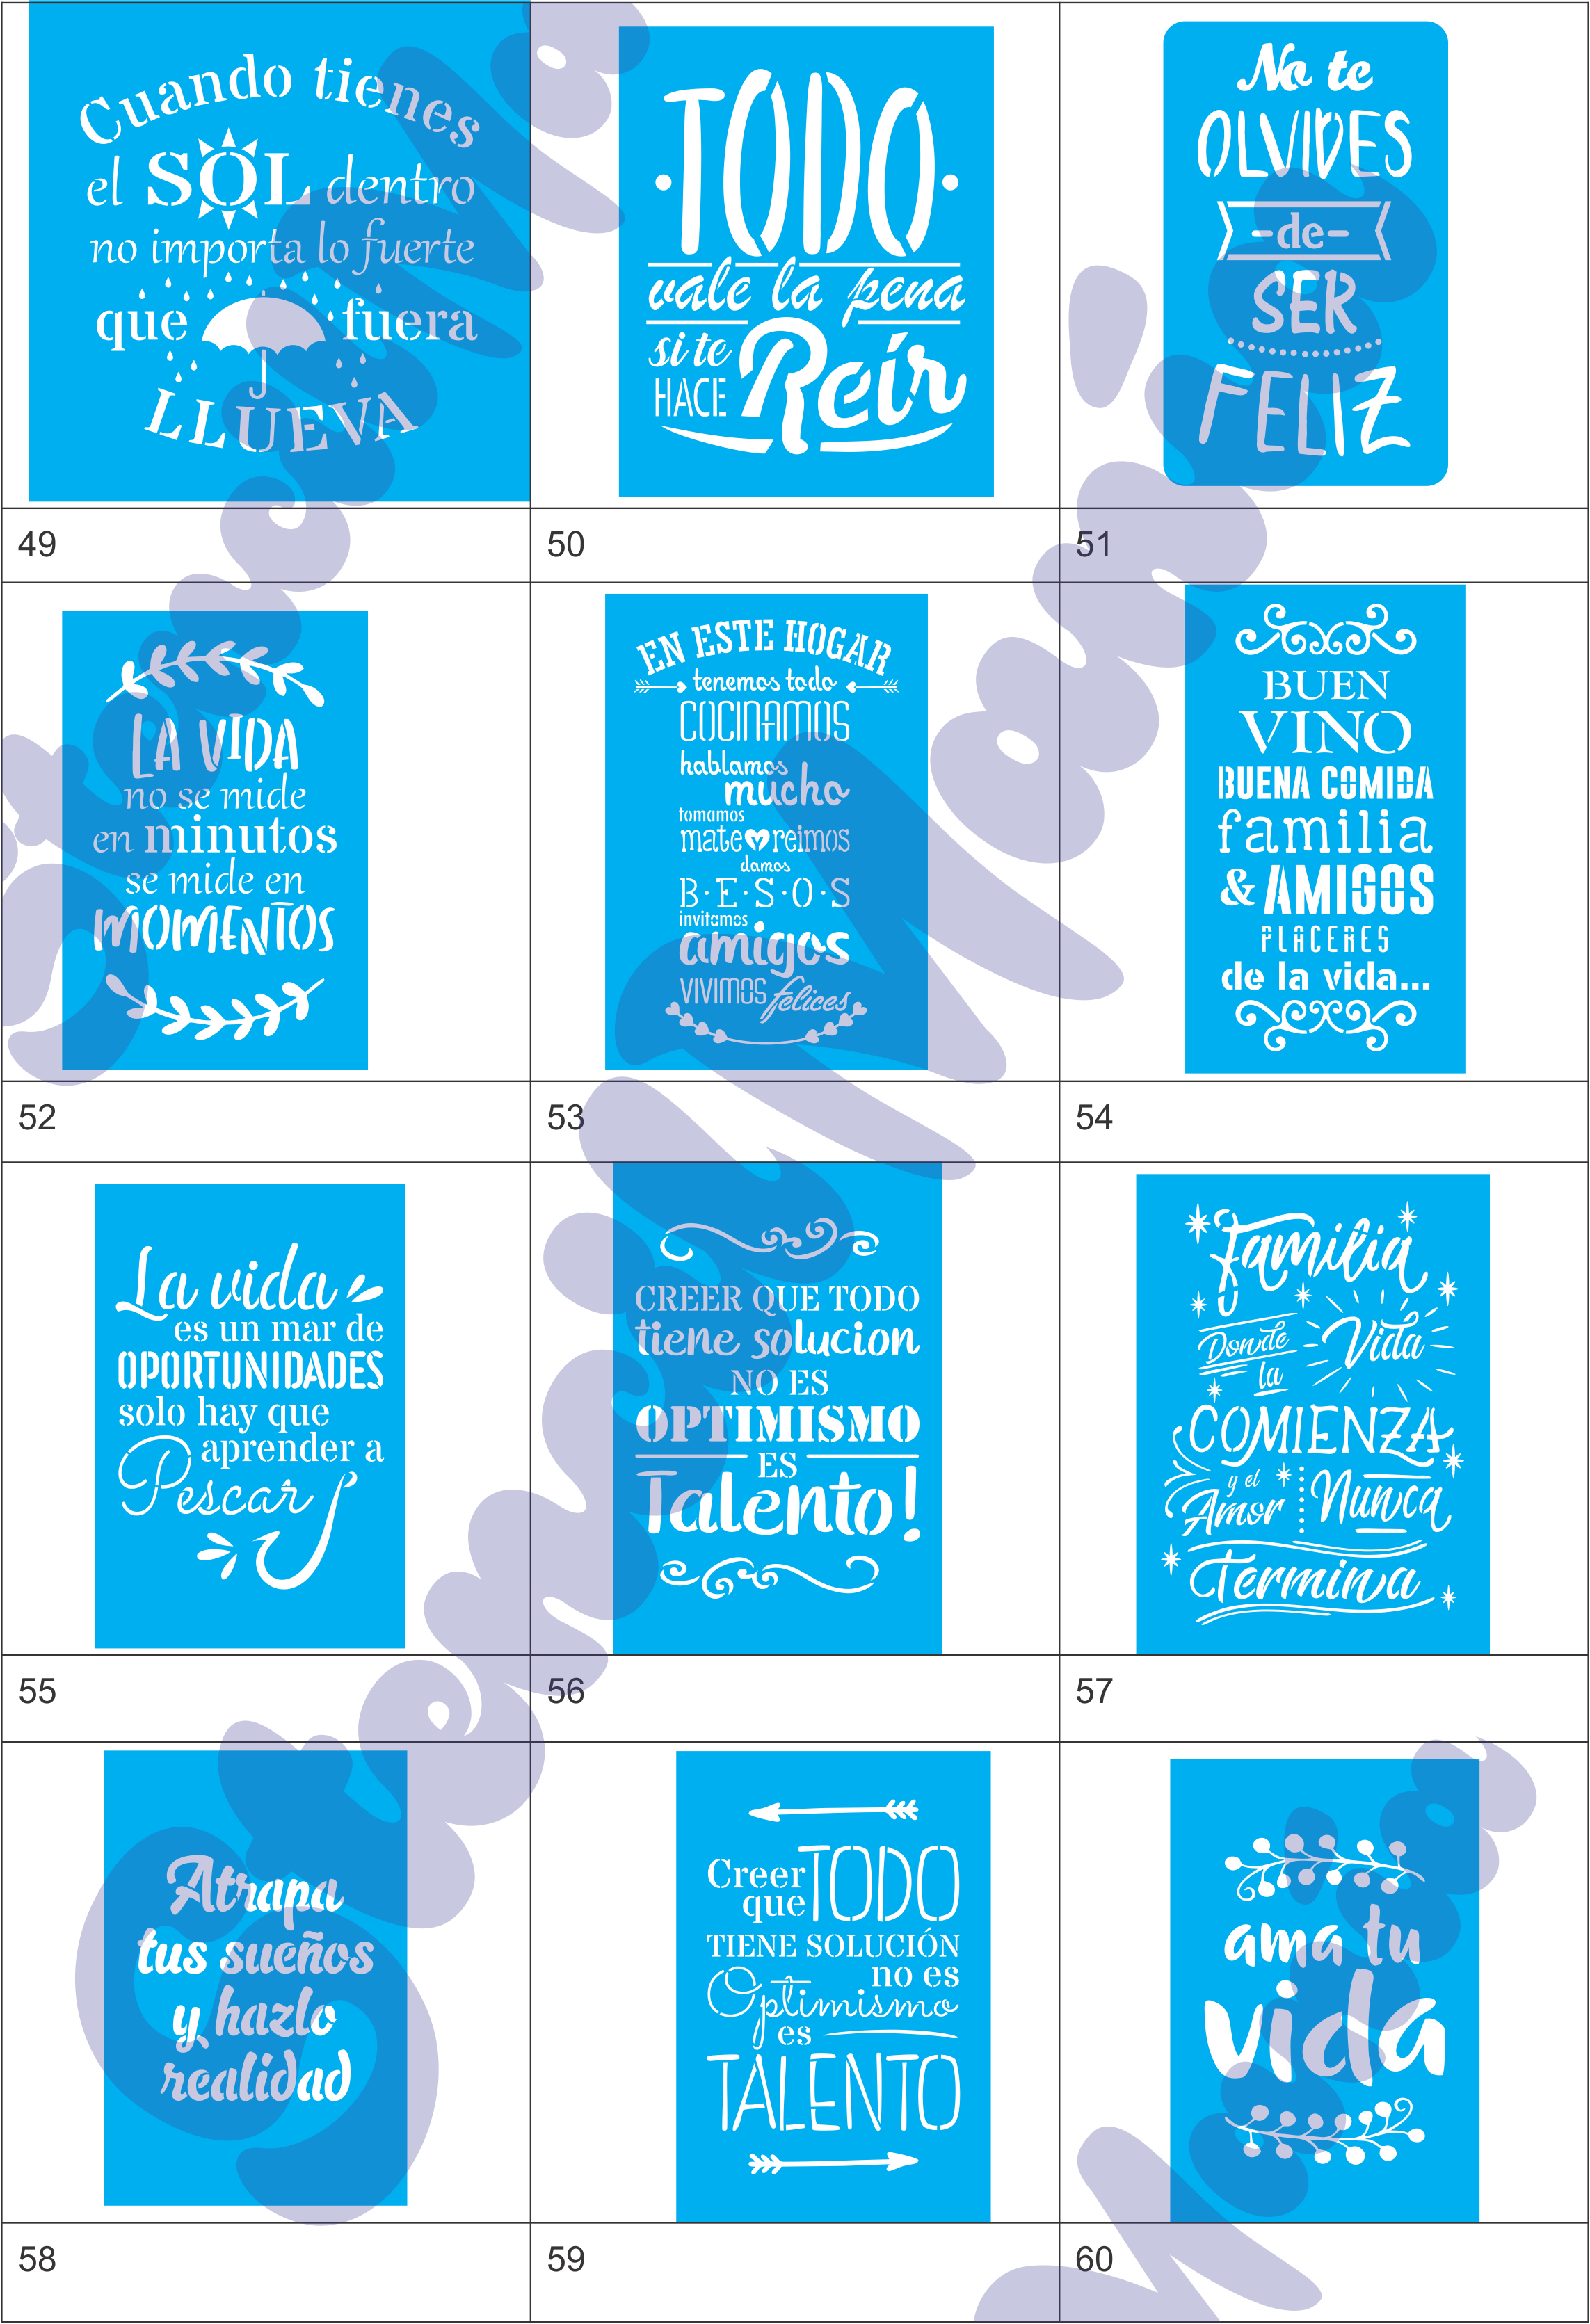 Cuando tienes
el SOL dentro
no importa lo fuerte
que fuera
LLUEVA
49
·TODO·
vale la pena
si te
HACE Reír
50
No te
OLVIDES
-de-
SER
FELIZ
51
LA VIDA
no se mide
en minutos
se mide en
MOMENTOS
52
EN ESTE HOGAR
tenemos todo
COCINAMOS
hablamos
mucho
tomamos
mate reimos
damos
B·E·S·O·S
invitamos
amigos
VIVIMOS felices
53
BUEN
VINO
BUENA COMIDA
familia
& AMIGOS
PLACERES
de la vida...
54
La vida
es un mar de
OPORTUNIDADES
solo hay que
aprender a
Pescar
55
CREER QUE TODO
tiene solucion
NO ES
OPTIMISMO
ES
Talento!
56
Familia
Donde Vida
la
COMIENZA
y el
Amor Nunca
Termina
57
Atrapa
tus sueños
y hazlo
realidad
58
Creer
que TODO
TIENE SOLUCIÓN
no es
Optimismo
es
TALENTO
59
ama tu
vida
60